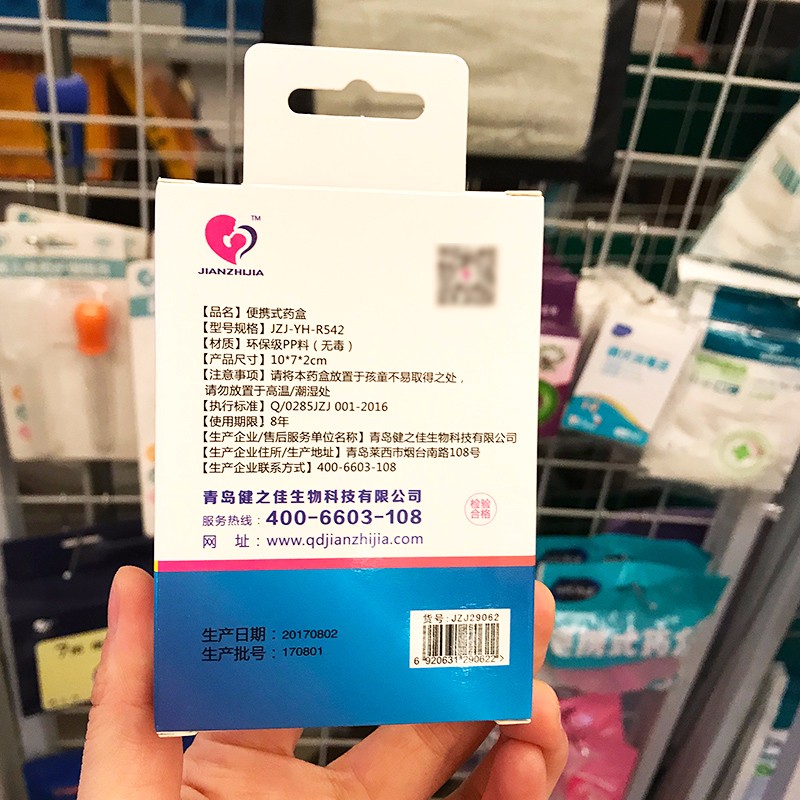 TM
JIANZHIJIA
【品名】便携式药盒
【型号规格】JZJ-YH-R542
【材质】环保级PP料（无毒）
【产品尺寸】10*7*2cm
【注意事项】请将本药盒放置于孩童不易取得之处，
请勿放置于高温/潮湿处
【执行标准】Q/0285JZJ 001-2016
【使用期限】8年
【生产企业/售后服务单位名称】青岛健之佳生物科技有限公司
【生产企业住所/生产地址】青岛莱西市烟台南路108号
【生产企业联系方式】400-6603-108
青岛健之佳生物科技有限公司
服务热线：400-6603-108
网 址：www.qdjianzhijia.com
检验
合格
生产日期：20170802
生产批号：170801
货号：JZJ29062
6 920631 290622 >